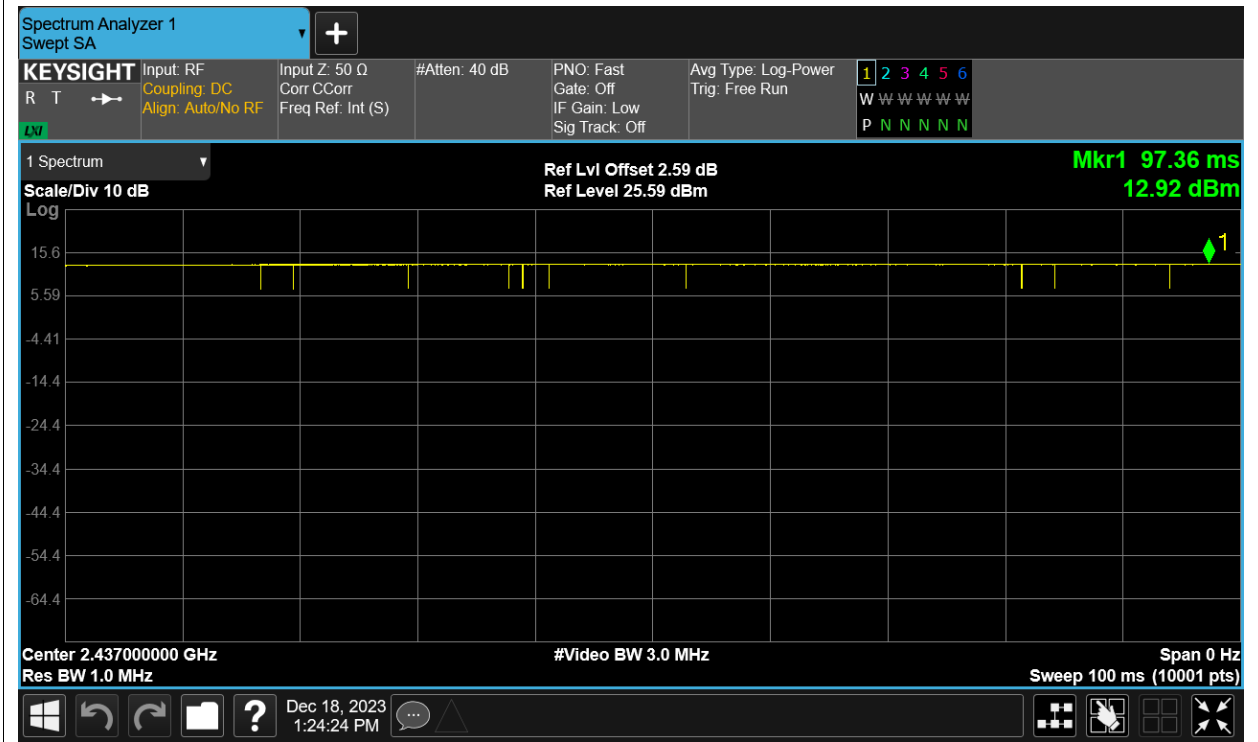 Spectrum Analyzer 1
Swept SA
KEYSIGHT
R T
LXI
Input: RF
Coupling: DC
Align: Auto/No RF
Input Z: 50 Ω
Corr CCorr
Freq Ref: Int (S)
#Atten: 40 dB
PNO: Fast
Gate: Off
IF Gain: Low
Sig Track: Off
Avg Type: Log-Power
Trig: Free Run
1 2 3 4 5 6
W W W W W W
P N N N N N
1 Spectrum
Scale/Div 10 dB
Log
Ref Lvl Offset 2.59 dB
Ref Level 25.59 dBm
Mkr1 97.36 ms
12.92 dBm
1
15.6
5.59
-4.41
-14.4
-24.4
-34.4
-44.4
-54.4
-64.4
Center 2.437000000 GHz
Res BW 1.0 MHz
#Video BW 3.0 MHz
Span 0 Hz
Sweep 100 ms (10001 pts)
?
Dec 18, 2023
1:24:24 PM